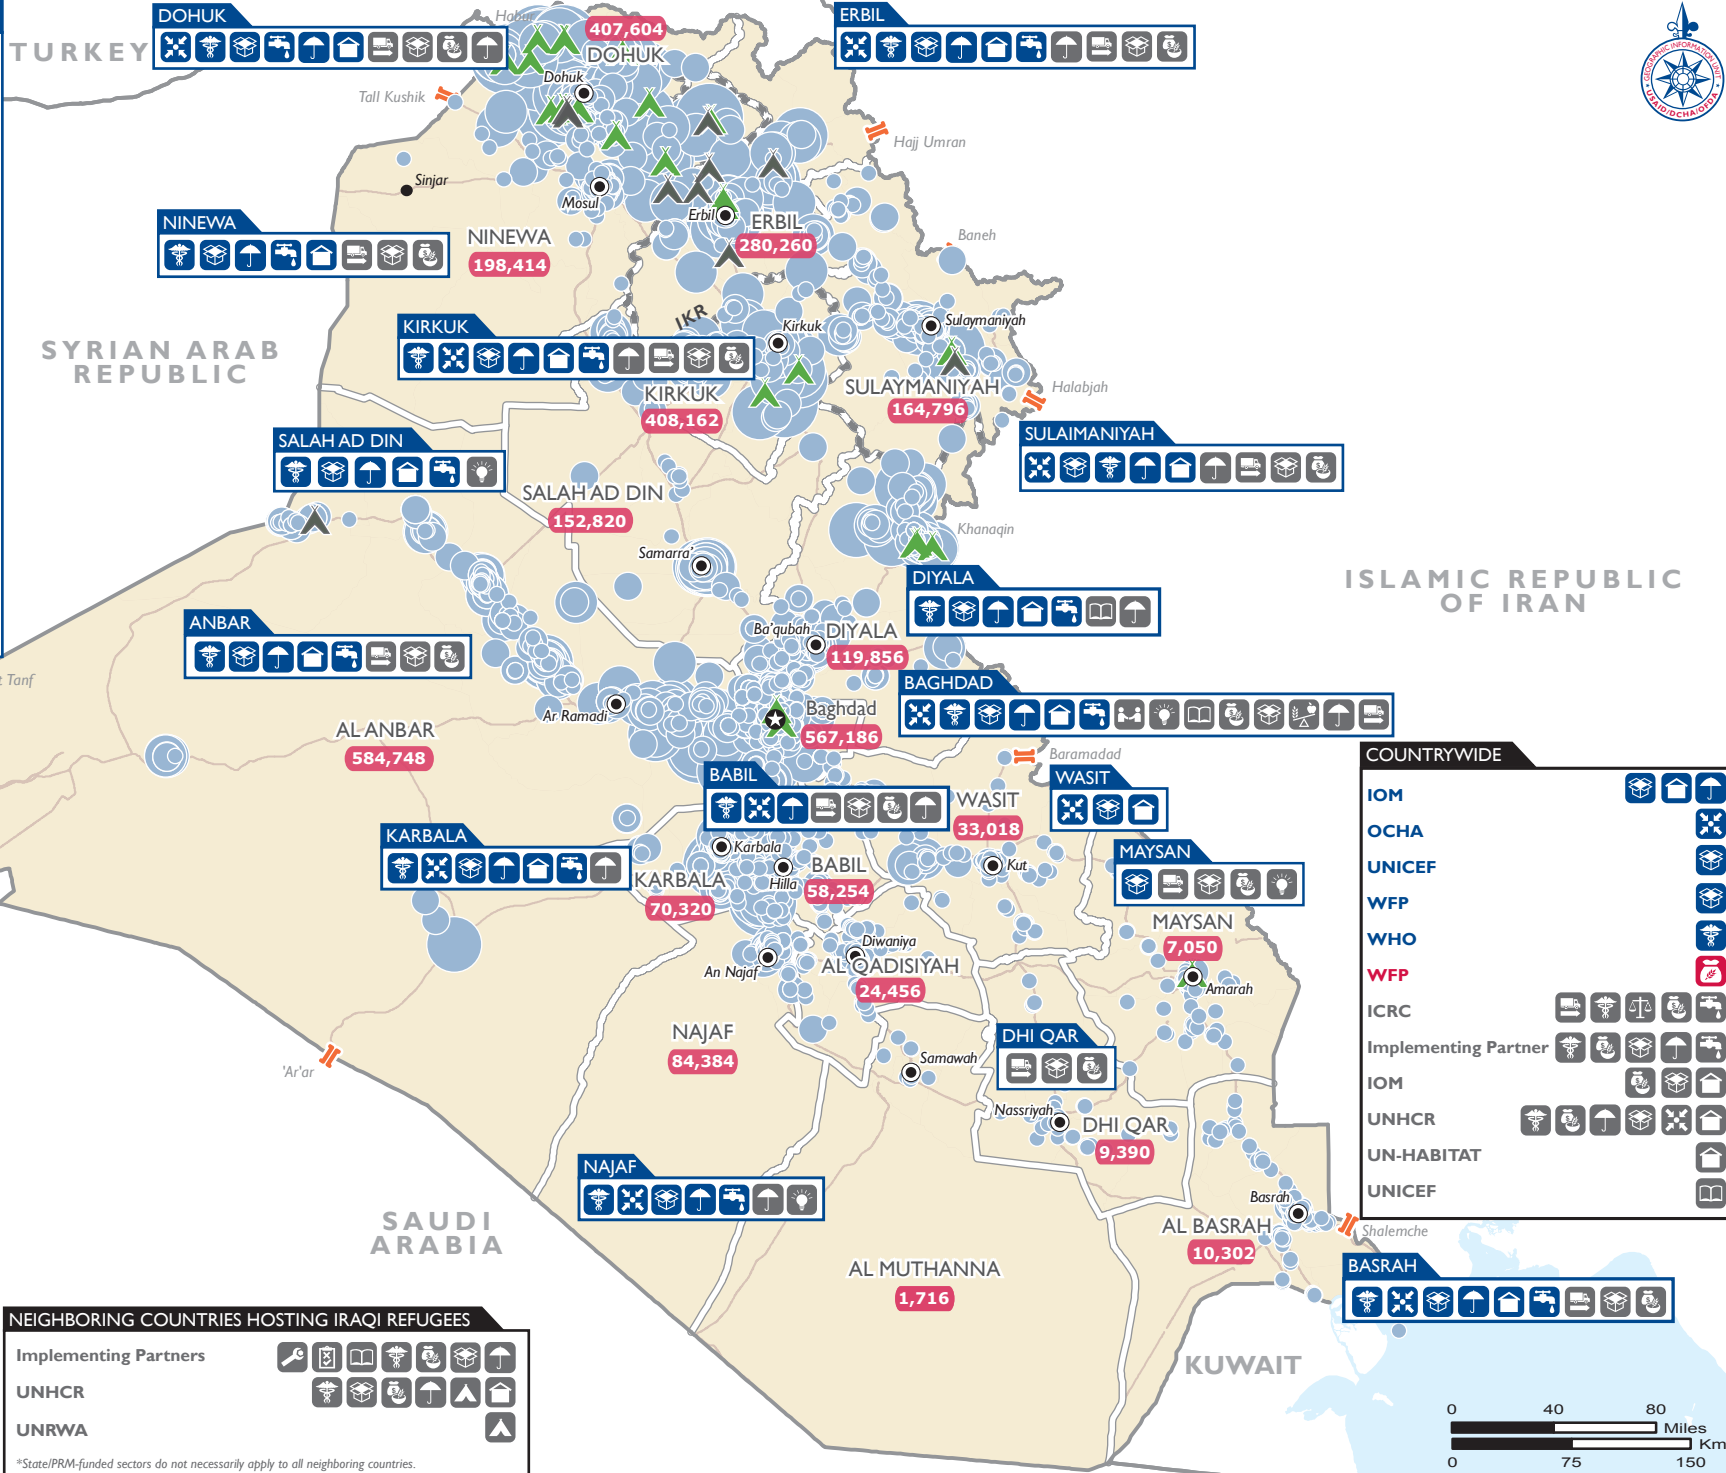 DOHUK
407,604
DOHUK
ERBIL
TURKEY
Habur
Dohuk
Tall Kushik
Hajj Umran
GEOGRAPHIC INFORMATION UNIT
USAID/DCHA/OFDA
Sinjar
Mosul
Erbil
ERBIL
280,260
NINEWA
NINEWA
198,414
Baneh
IKR
KIRKUK
Kirkuk
Sulaymaniyah
SYRIAN ARAB
REPUBLIC
KIRKUK
408,162
SULAYMANIYAH
164,796
Halabjah
SALAH AD DIN
SULAIMANIYAH
SALAH AD DIN
152,820
Khanaqin
Samarra'
DIYALA
ISLAMIC REPUBLIC
OF IRAN
ANBAR
Ba'qubah
DIYALA
119,856
Tanf
BAGHDAD
Ar Ramadi
Baghdad
567,186
AL ANBAR
584,748
Baramadad
BABIL
WASIT
WASIT
33,018
KARBALA
Karbala
Hilla
BABIL
58,254
Kut
MAYSAN
KARBALA
70,320
MAYSAN
7,050
Diwaniya
An Najaf
AL QADISIYAH
24,456
Amarah
NAJAF
84,384
Samawah
DHI QAR
'Ar'ar
Nassriyah
DHI QAR
9,390
NAJAF
Basrah
AL BASRAH
10,302
Shalemche
SAUDI
ARABIA
AL MUTHANNA
1,716
BASRAH
KUWAIT
COUNTRYWIDE
IOM
OCHA
UNICEF
WFP
WHO
WFP
ICRC
Implementing Partner
IOM
UNHCR
UN-HABITAT
UNICEF
NEIGHBORING COUNTRIES HOSTING IRAQI REFUGEES
Implementing Partners
UNHCR
UNRWA
*State/PRM-funded sectors do not necessarily apply to all neighboring countries.
0 40 80
Miles
Km
0 75 150